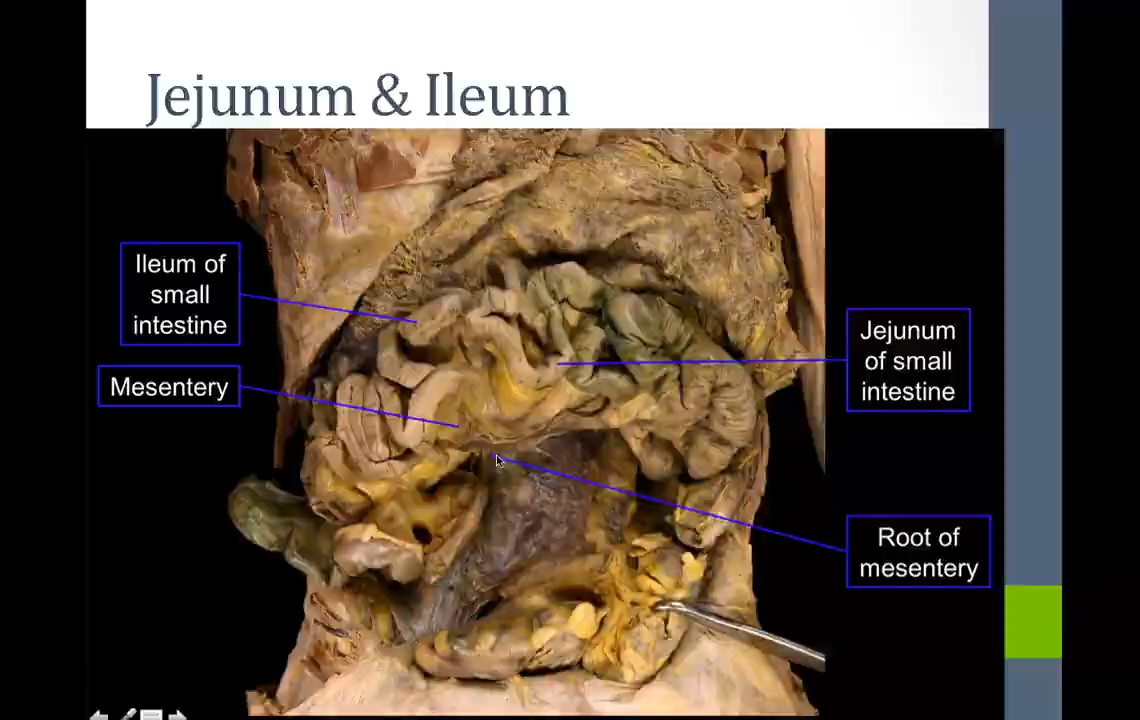 Jejunum & Ileum
Ileum of
small
intestine
Mesentery
Jejunum
of small
intestine
Root of
mesentery